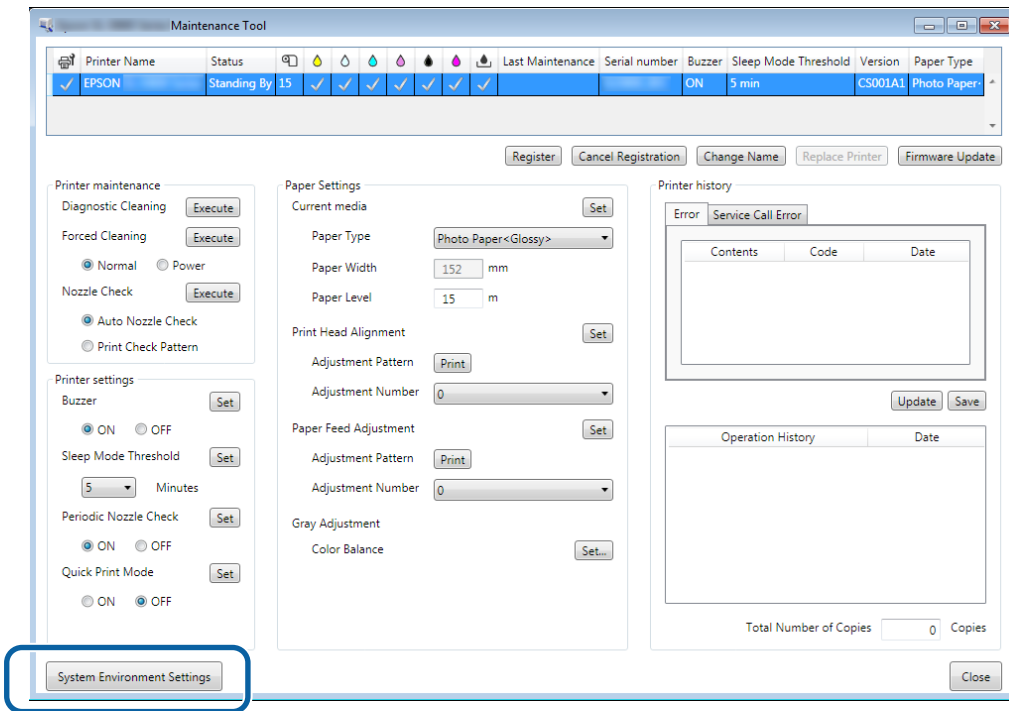 Maintenance Tool
Printer Name Status Last Maintenance Serial number Buzzer Sleep Mode Threshold Version Paper Type
EPSON Standing By 15 ON 5 min CS001A1 Photo Paper
Register Cancel Registration Change Name Replace Printer Firmware Update
Printer maintenance
Diagnostic Cleaning Execute
Forced Cleaning Execute
Normal Power
Nozzle Check Execute
Auto Nozzle Check
Print Check Pattern
Printer settings
Buzzer Set
ON OFF
Sleep Mode Threshold Set
5 Minutes
Periodic Nozzle Check Set
ON OFF
Quick Print Mode Set
ON OFF
Paper Settings
Current media Set
Paper Type Photo Paper<Glossy>
Paper Width 152 mm
Paper Level 15 m
Print Head Alignment Set
Adjustment Pattern Print
Adjustment Number 0
Paper Feed Adjustment Set
Adjustment Pattern Print
Adjustment Number 0
Gray Adjustment
Color Balance Set...
Printer history
Error Service Call Error
Contents Code Date
Update Save
Operation History Date
Total Number of Copies 0 Copies
System Environment Settings
Close